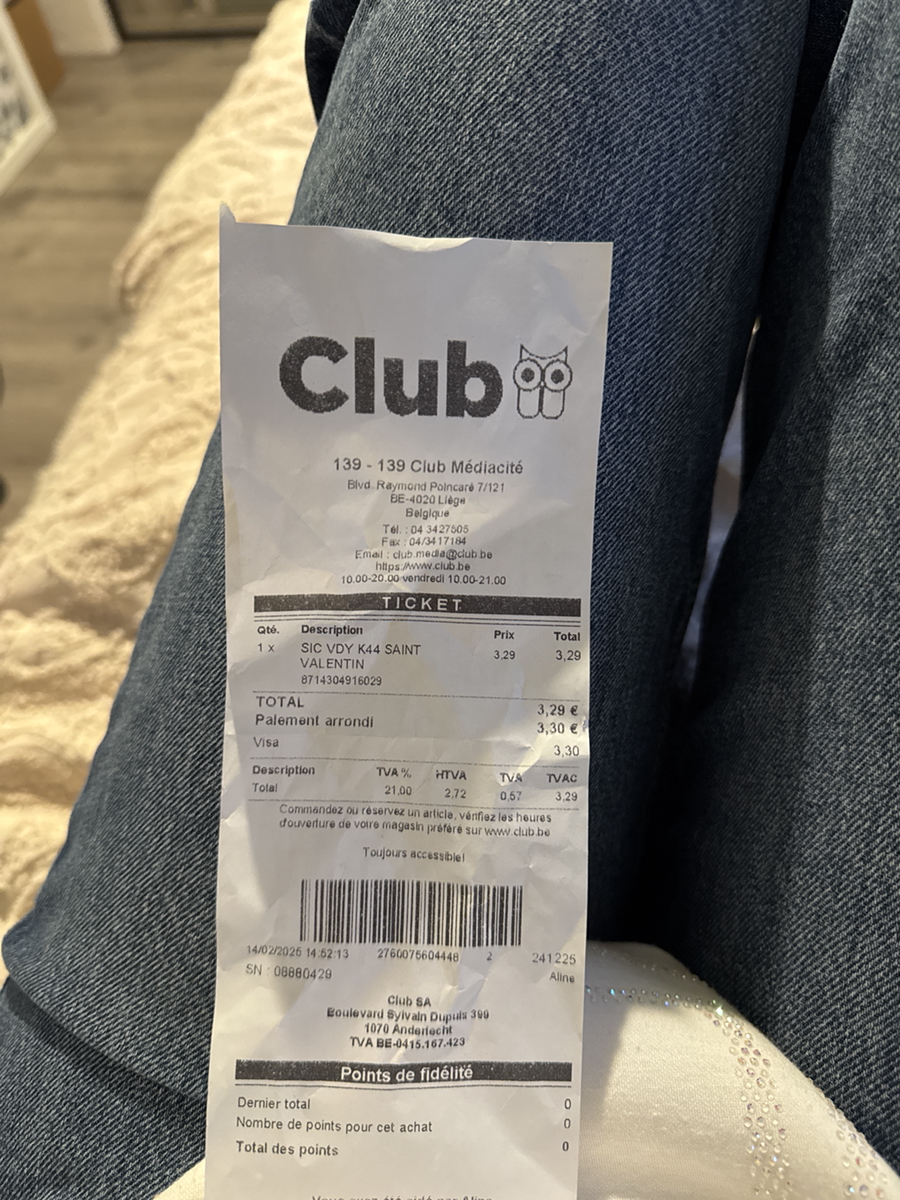 Club
139 - 139 Club Médiacité
Blvd. Raymond Poincaré 7/121
BE-4020 Liège
Belgique
Tél. : 04 3427505
Fax : 04/3417184
Email : club.media@club.be
https://www.club.be
10.00-20.00 vendredi 10.00-21.00
TICKET
Qté. Description Prix Total
1 x SIC VDY K44 SAINT 3,29 3,29
VALENTIN
8714304916029
TOTAL 3,29 €
Paiement arrondi 3,30 €
Visa 3,30
Description TVA % HTVA TVA TVAC
Total 21,00 2,72 0,57 3,29
Commandez ou réservez un article, vérifiez les heures
d'ouverture de votre magasin préféré sur www.club.be
Toujours accessible!
14/02/2025 14:52:13 2760075604448 2 241225
SN : 08880429 Aline
Club SA
Boulevard Sylvain Dupuis 399
1070 Anderlecht
TVA BE-0415.167.423
Points de fidélité
Dernier total 0
Nombre de points pour cet achat 0
Total des points 0
Vous avez été aidé par Aline